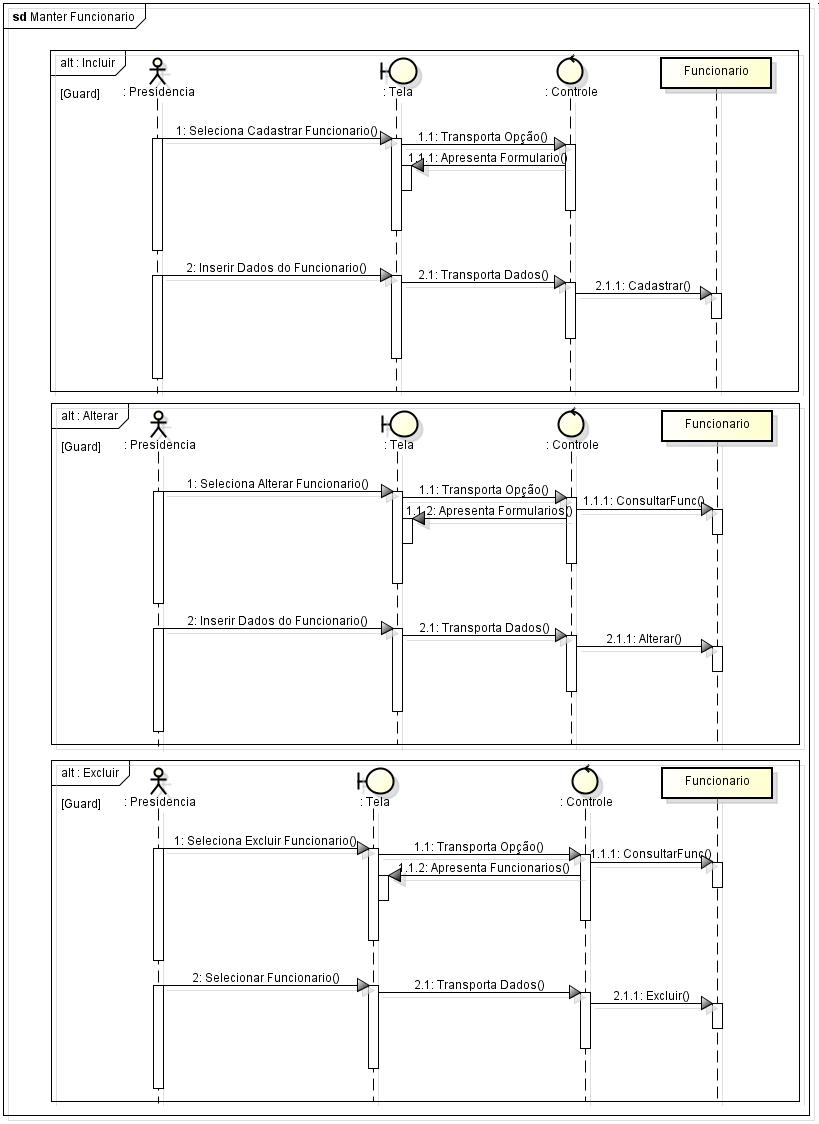 sd Manter Funcionario
alt : Incluir
[Guard]
: Presidencia
: Tela
: Controle
Funcionario
1: Seleciona Cadastrar Funcionario()
1.1: Transporta Opção()
1.1.1: Apresenta Formulario()
2: Inserir Dados do Funcionario()
2.1: Transporta Dados()
2.1.1: Cadastrar()
alt : Alterar
[Guard]
: Presidencia
: Tela
: Controle
Funcionario
1: Seleciona Alterar Funcionario()
1.1: Transporta Opção()
1.1.1: ConsultarFunc()
1.1.2: Apresenta Formularios()
2: Inserir Dados do Funcionario()
2.1: Transporta Dados()
2.1.1: Alterar()
alt : Excluir
[Guard]
: Presidencia
: Tela
: Controle
Funcionario
1: Seleciona Excluir Funcionario()
1.1: Transporta Opção()
1.1.1: ConsultarFunc()
1.1.2: Apresenta Funcionarios()
2: Selecionar Funcionario()
2.1: Transporta Dados()
2.1.1: Excluir()